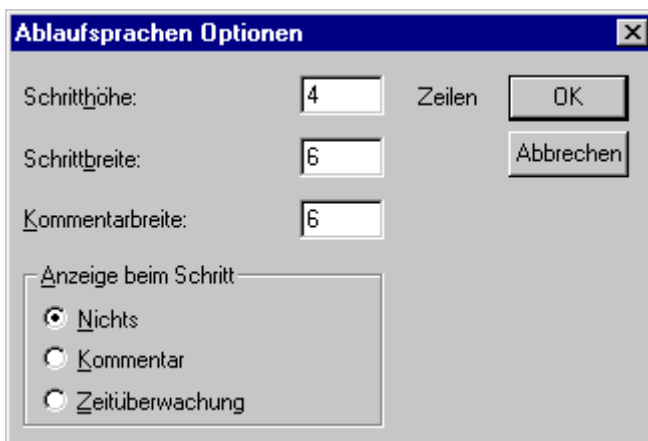 Ablaufsprachen Optionen
Schritthöhe: 4 Zeilen OK
Schrittbreite: 6 Abbrechen
Kommentarbreite: 6
Anzeige beim Schritt
Nichts
Kommentar
Zeitüberwachung